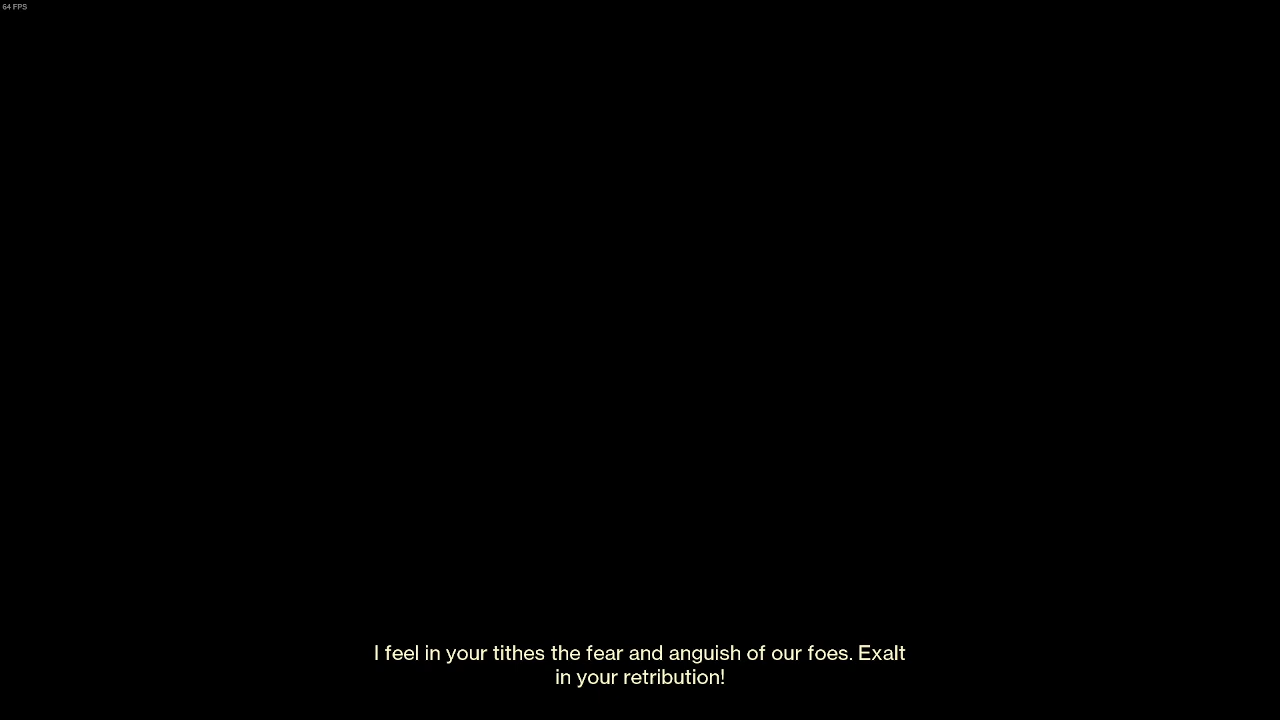 64 FPS
I feel in your tithes the fear and anguish of our foes. Exalt
in your retribution!